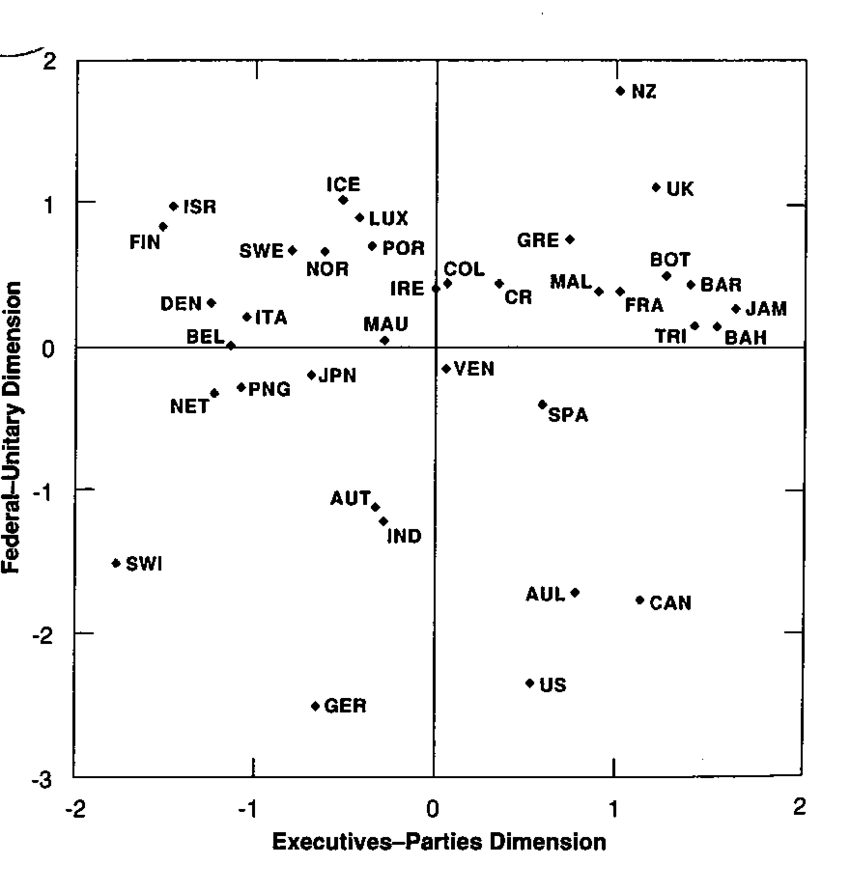 2
NZ
ICE
UK
1
ISR
LUX
FIN
SWE
NOR
POR
GRE
BOT
COL
IRE
CR
MAL
FRA
BAR
JAM
DEN
ITA
MAU
BEL
TRI
BAH
0
VEN
JPN
PNG
NET
SPA
-1
AUT
IND
SWI
AUL
CAN
-2
US
GER
-3
-2
-1
0
1
2
Executives–Parties Dimension
Federal–Unitary Dimension